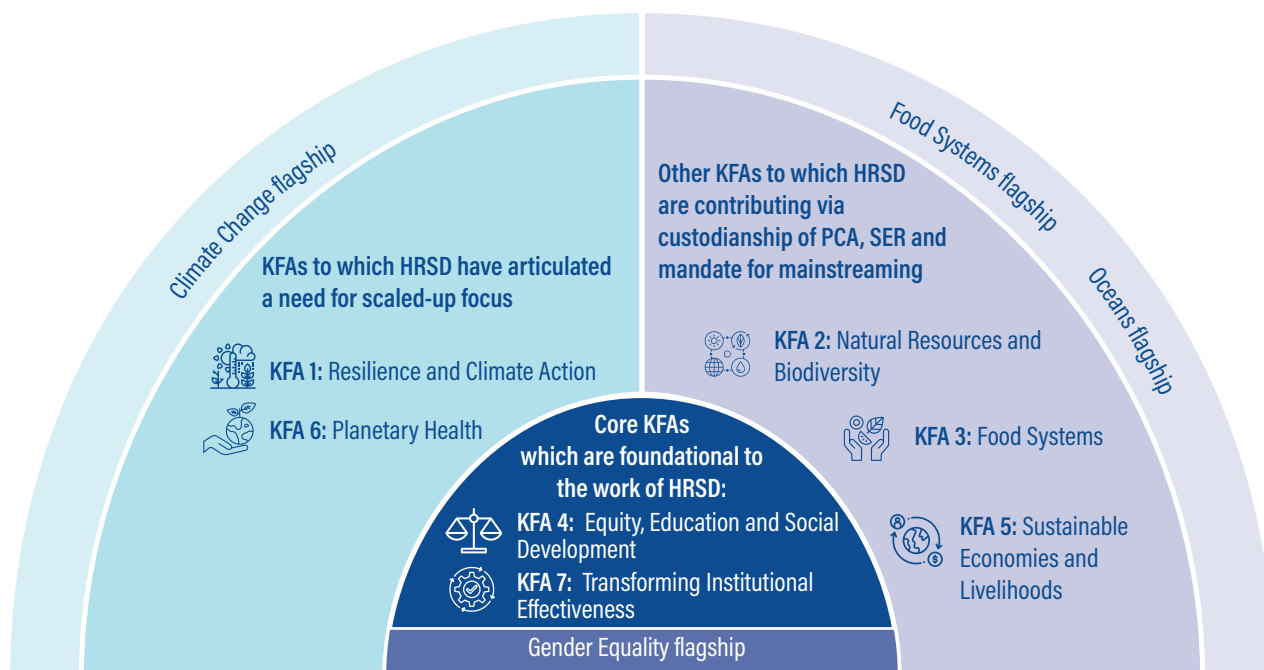 Climate Change flagship
KFAs to which HRSD have articulated
a need for scaled-up focus
KFA 1: Resilience and Climate Action
KFA 6: Planetary Health
Food Systems flagship
Oceans flagship
Other KFAs to which HRSD
are contributing via
custodianship of PCA, SER and
mandate for mainstreaming
KFA 2: Natural Resources and
Biodiversity
KFA 3: Food Systems
KFA 5: Sustainable
Economies and
Livelihoods
Core KFAs
which are foundational to
the work of HRSD:
KFA 4: Equity, Education and Social
Development
KFA 7: Transforming Institutional
Effectiveness
Gender Equality flagship